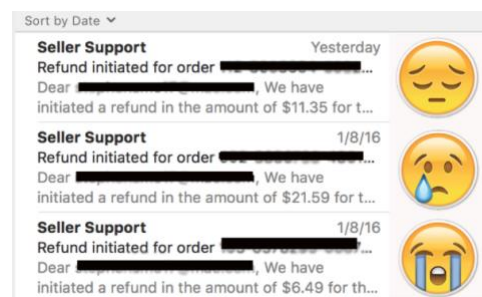 Sort by Date
Seller Support Yesterday
Refund initiated for order ...
Dear , We have
initiated a refund in the amount of $11.35 for t...
Seller Support 1/8/16
Refund initiated for order ...
Dear , We have
initiated a refund in the amount of $21.59 for t...
Seller Support 1/8/16
Refund initiated for order ...
Dear , We have
initiated a refund in the amount of $6.49 for th...